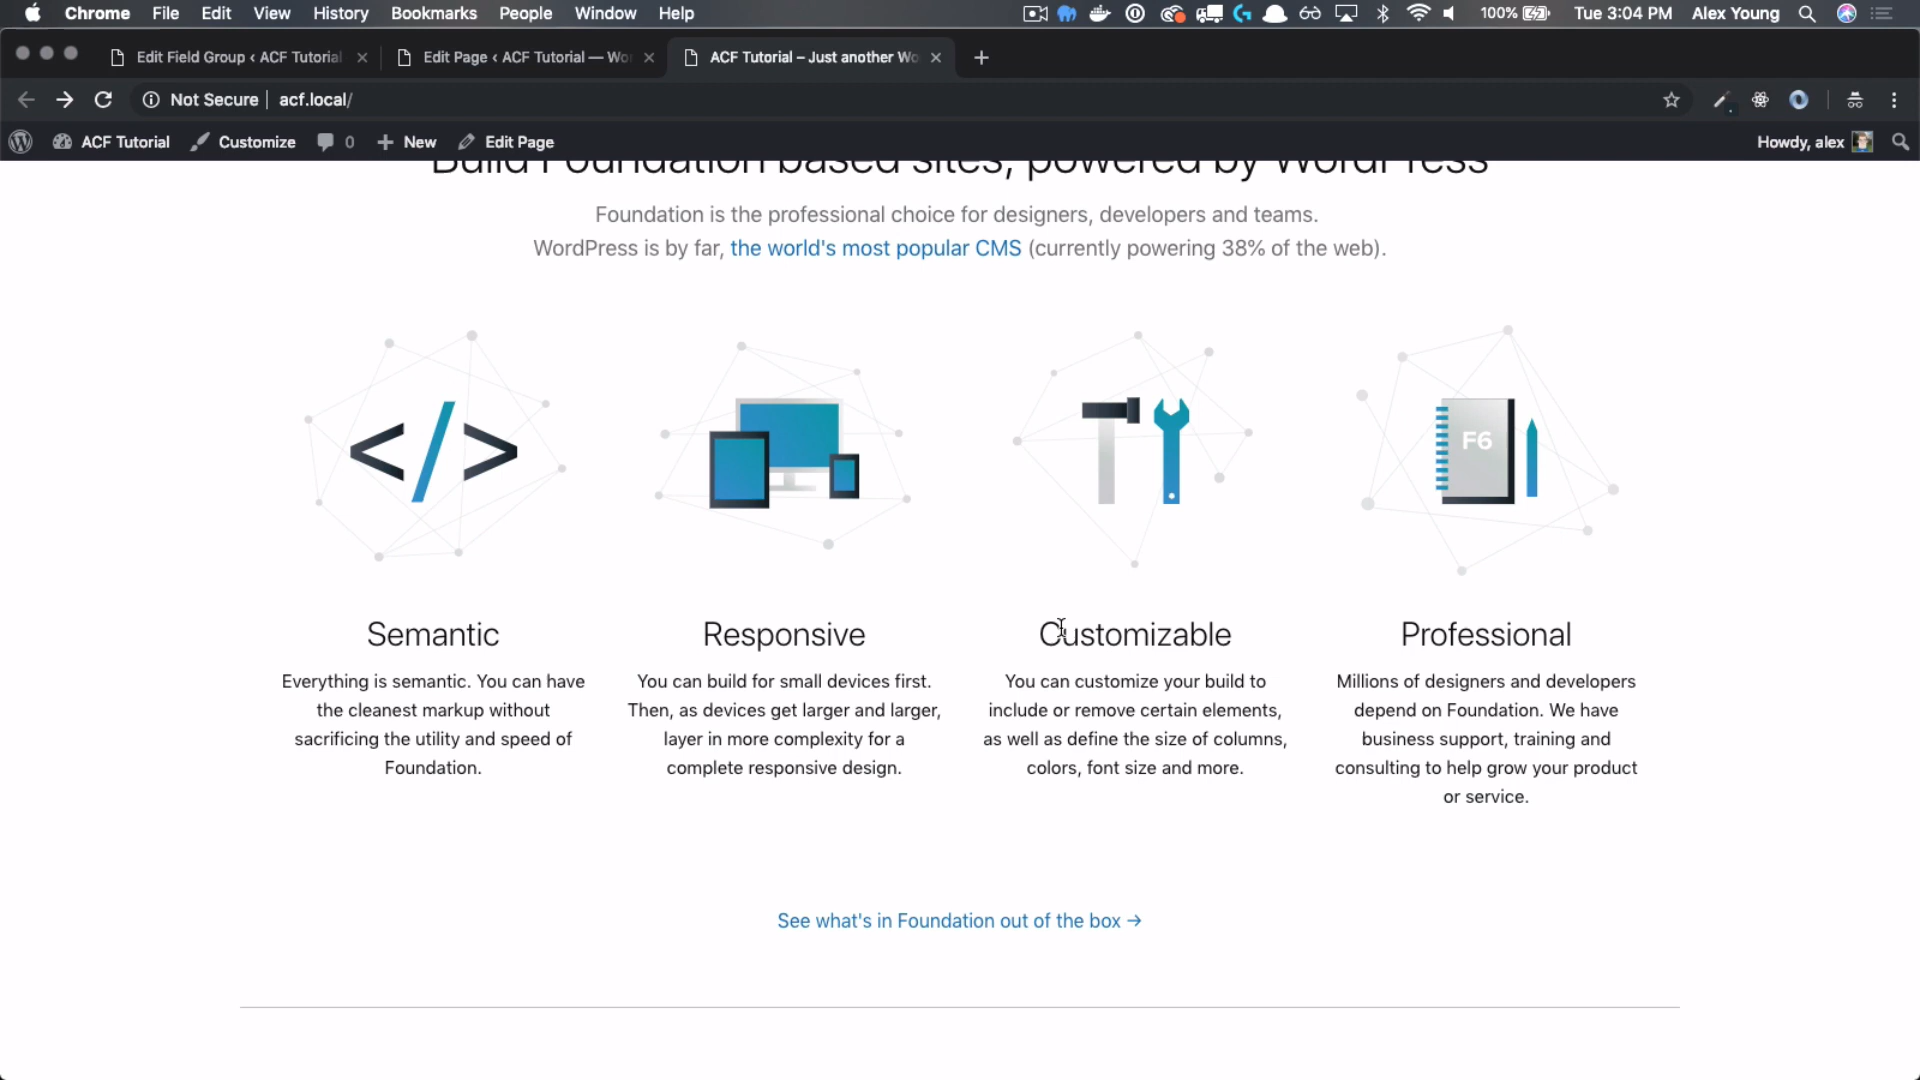 Chrome File Edit View History Bookmarks People Window Help 100% Tue 3:04 PM Alex Young
Edit Field Group ‹ ACF Tutorial Edit Page ‹ ACF Tutorial — Wor ACF Tutorial – Just another Wo
Not Secure acf.local/
ACF Tutorial Customize 0 New Edit Page Howdy, alex
Build Foundation based sites, powered by WordPress
Foundation is the professional choice for designers, developers and teams.
WordPress is by far, the world's most popular CMS (currently powering 38% of the web).
F6
Semantic
Everything is semantic. You can have
the cleanest markup without
sacrificing the utility and speed of
Foundation.
Responsive
You can build for small devices first.
Then, as devices get larger and larger,
layer in more complexity for a
complete responsive design.
Customizable
You can customize your build to
include or remove certain elements,
as well as define the size of columns,
colors, font size and more.
Professional
Millions of designers and developers
depend on Foundation. We have
business support, training and
consulting to help grow your product
or service.
See what's in Foundation out of the box →